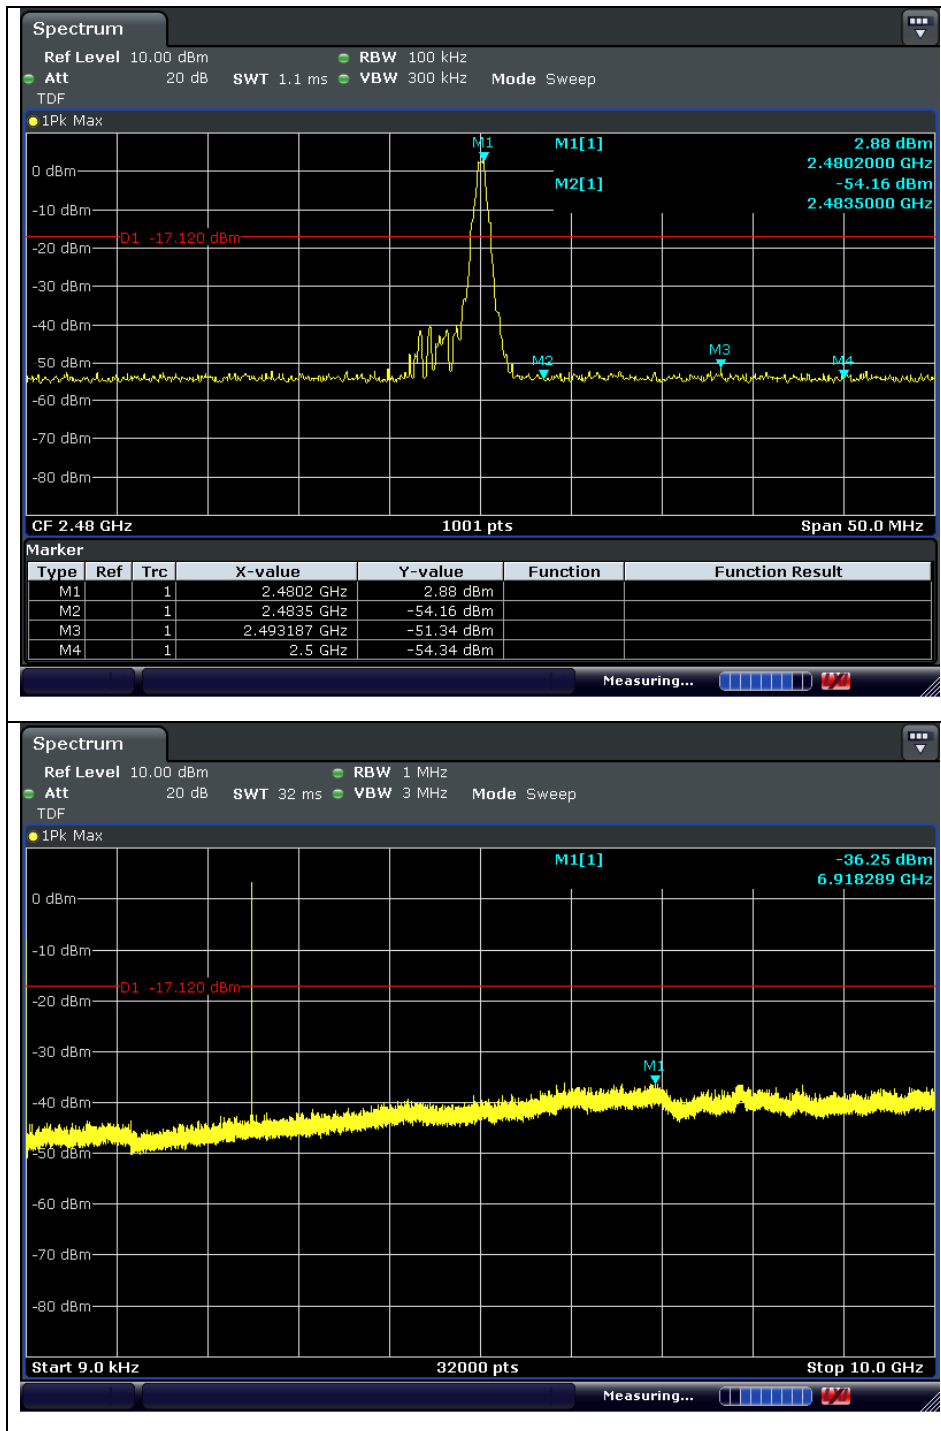 Spectrum
Ref Level 10.00 dBm RBW 100 kHz
Att 20 dB SWT 1.1 ms VBW 300 kHz Mode Sweep
TDF
1Pk Max
M1 M1[1] 2.88 dBm
2.4802000 GHz
M2[1] -54.16 dBm
2.4835000 GHz
0 dBm
-10 dBm
D1 -17.120 dBm
-20 dBm
-30 dBm
-40 dBm
-50 dBm M2 M3 M4
-60 dBm
-70 dBm
-80 dBm
CF 2.48 GHz 1001 pts Span 50.0 MHz
Marker
Type Ref Trc X-value Y-value Function Function Result
M1 1 2.4802 GHz 2.88 dBm
M2 1 2.4835 GHz -54.16 dBm
M3 1 2.493187 GHz -51.34 dBm
M4 1 2.5 GHz -54.34 dBm
Measuring...
Spectrum
Ref Level 10.00 dBm RBW 1 MHz
Att 20 dB SWT 32 ms VBW 3 MHz Mode Sweep
TDF
1Pk Max
M1[1] -36.25 dBm
6.918289 GHz
0 dBm
-10 dBm
D1 -17.120 dBm
-20 dBm
-30 dBm
M1
-40 dBm
-50 dBm
-60 dBm
-70 dBm
-80 dBm
Start 9.0 kHz 32000 pts Stop 10.0 GHz
Measuring...